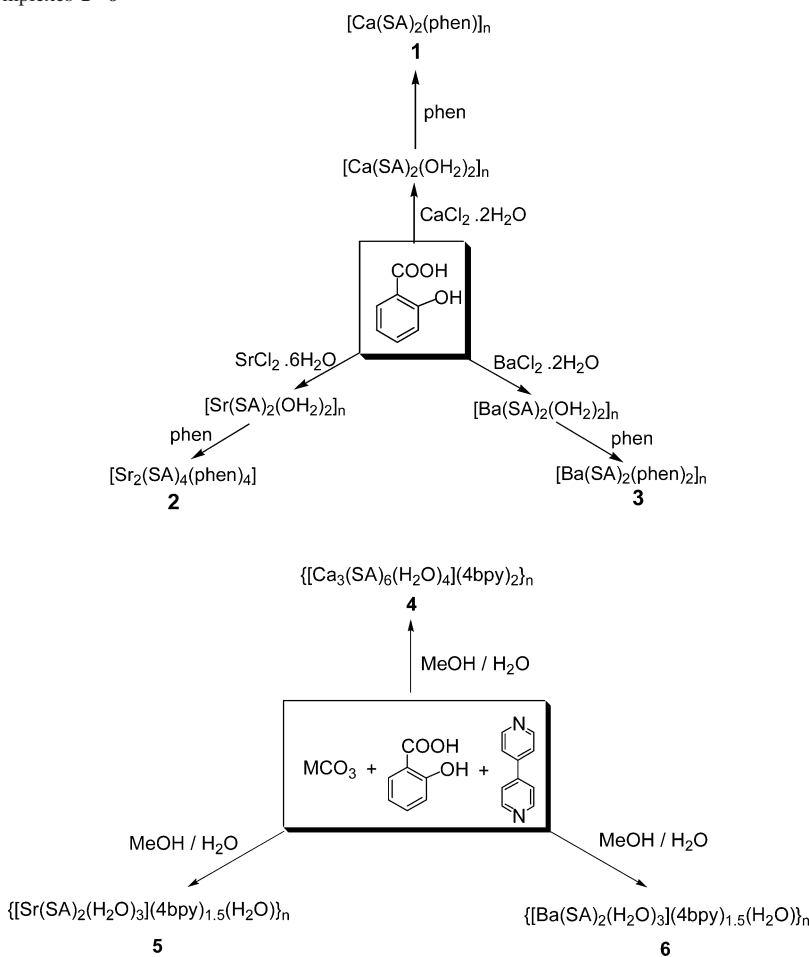 [Ca(SA)2(phen)]n
1
phen
[Ca(SA)2(OH2)2]n
CaCl2 .2H2O
COOH
OH
SrCl2 .6H2O
BaCl2 .2H2O
[Sr(SA)2(OH2)2]n
[Ba(SA)2(OH2)2]n
phen
phen
[Sr2(SA)4(phen)4]
[Ba(SA)2(phen)2]n
2
3
{[Ca3(SA)6(H2O)4](4bpy)2}n
4
MeOH / H2O
N
COOH
MCO3 + OH +
N
MeOH / H2O
MeOH / H2O
{[Sr(SA)2(H2O)3](4bpy)1.5(H2O)}n
{[Ba(SA)2(H2O)3](4bpy)1.5(H2O)}n
5
6